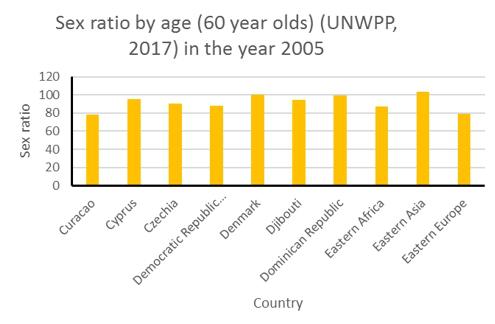 Sex ratio by age (60 year olds) (UNWPP,
2017) in the year 2005
120
100
80
60
40
20
0
Sex ratio
Curacao
Cyprus
Czechia
Democratic Republic...
Denmark
Djibouti
Dominican Republic
Eastern Africa
Eastern Asia
Eastern Europe
Country